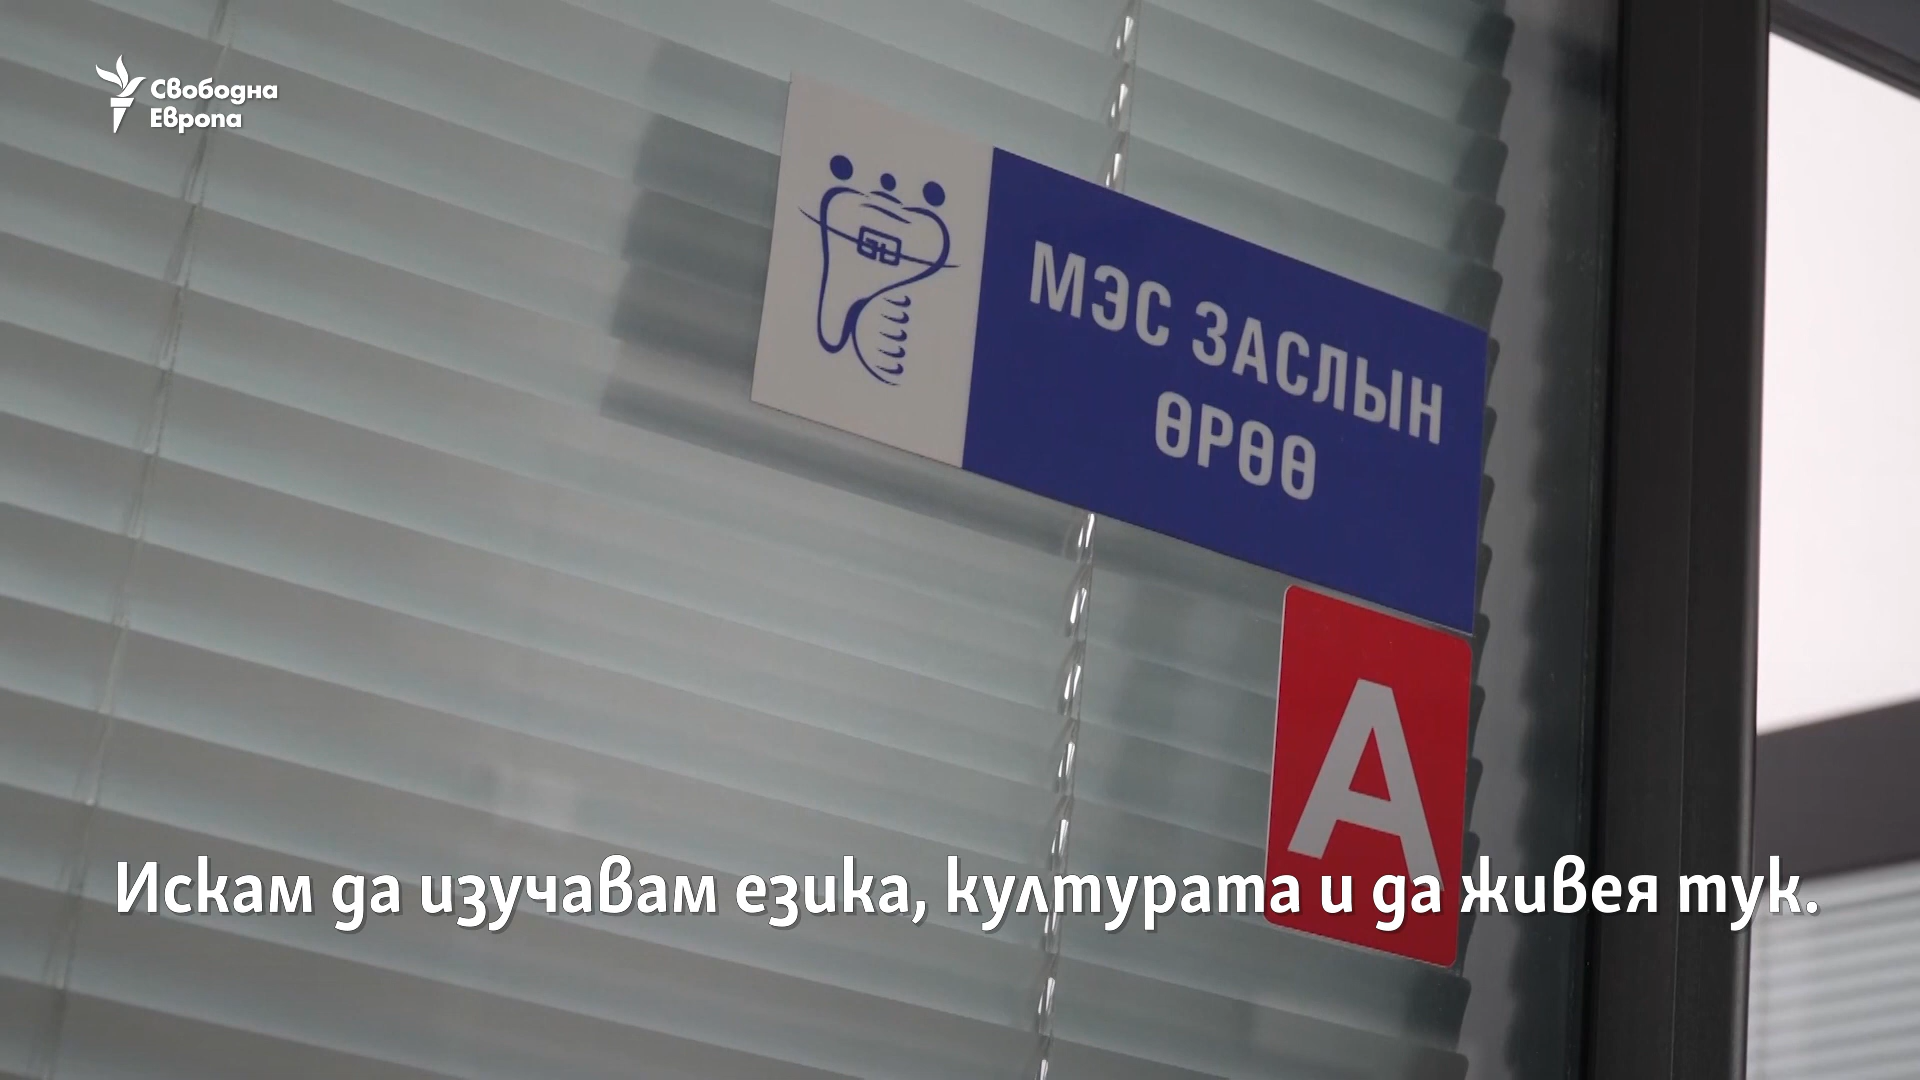 Свободна
Европа
МЭС ЗАСЛЫН
ӨРӨӨ
А
Искам да изучавам езика, културата и да живея тук.